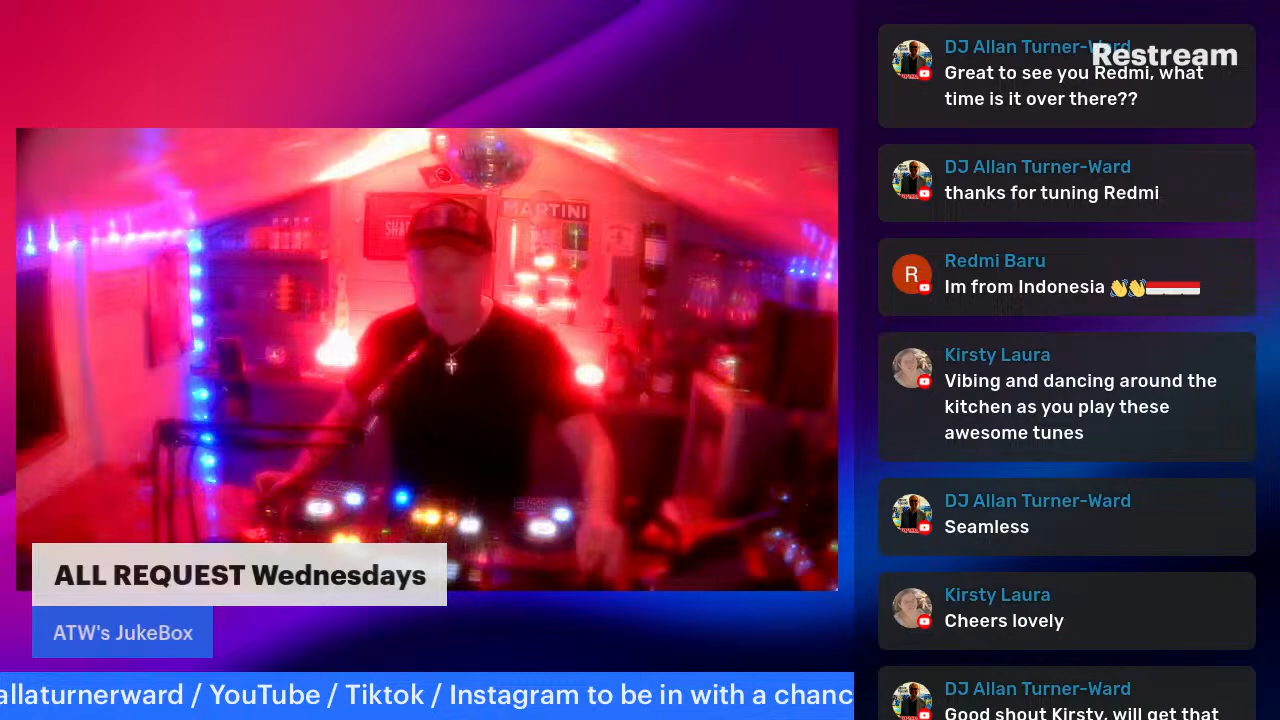 DJ Allan Turner-Ward
Restream
Great to see you Redmi, what
time is it over there??
DJ Allan Turner-Ward
thanks for tuning Redmi
R
Redmi Baru
Im from Indonesia 👋👋
Kirsty Laura
Vibing and dancing around the
kitchen as you play these
awesome tunes
DJ Allan Turner-Ward
Seamless
Kirsty Laura
Cheers lovely
DJ Allan Turner-Ward
Good shout Kirsty, will get that
MARTINI
ALL REQUEST Wednesdays
ATW's JukeBox
allaturnerward / YouTube / Tiktok / Instagram to be in with a chanc